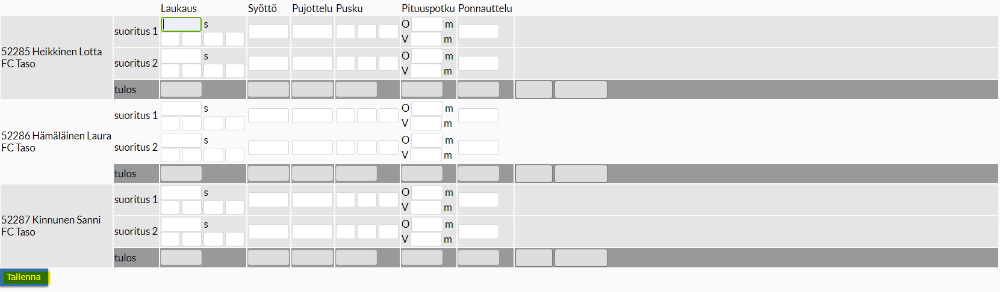 Laukaus Syöttö Pujottelu Pusku Pituuspotku Ponnauttelu
52285 Heikkinen Lotta
FC Taso
suoritus 1 s O m
V m
suoritus 2 s O m
V m
tulos
52286 Hämäläinen Laura
FC Taso
suoritus 1 s O m
V m
suoritus 2 s O m
V m
tulos
52287 Kinnunen Sanni
FC Taso
suoritus 1 s O m
V m
suoritus 2 s O m
V m
tulos
Tallenna